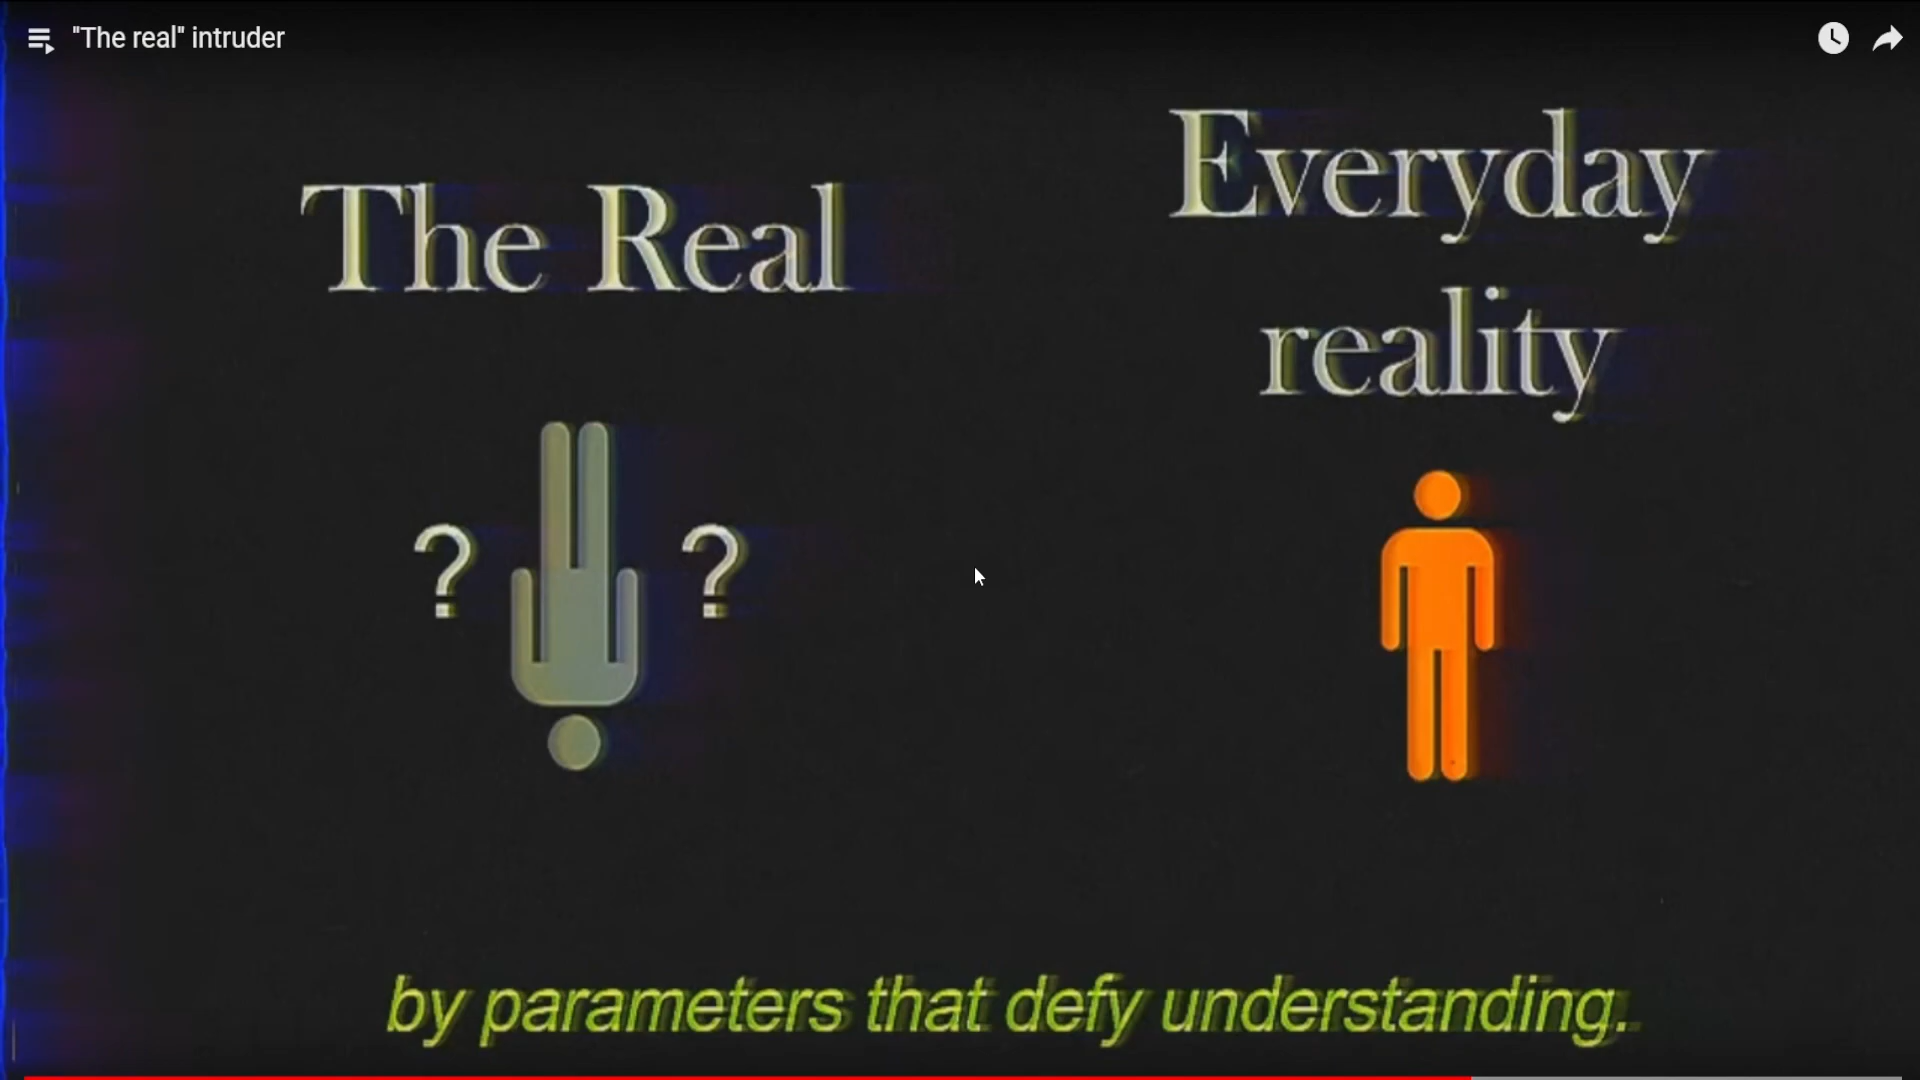 "The real" intruder
The Real
Everyday
reality
? ?
by parameters that defy understanding.